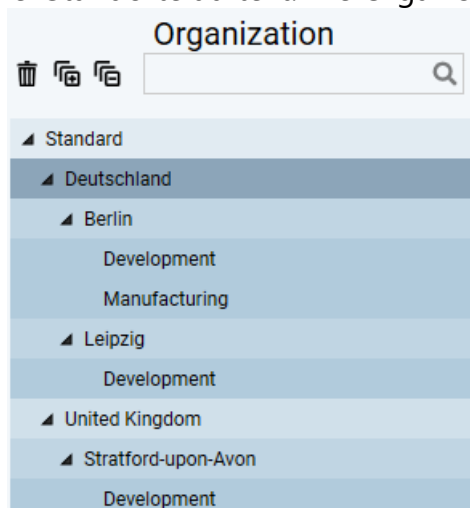 Organization
Standard
Deutschland
Berlin
Development
Manufacturing
Leipzig
Development
United Kingdom
Stratford-upon-Avon
Development